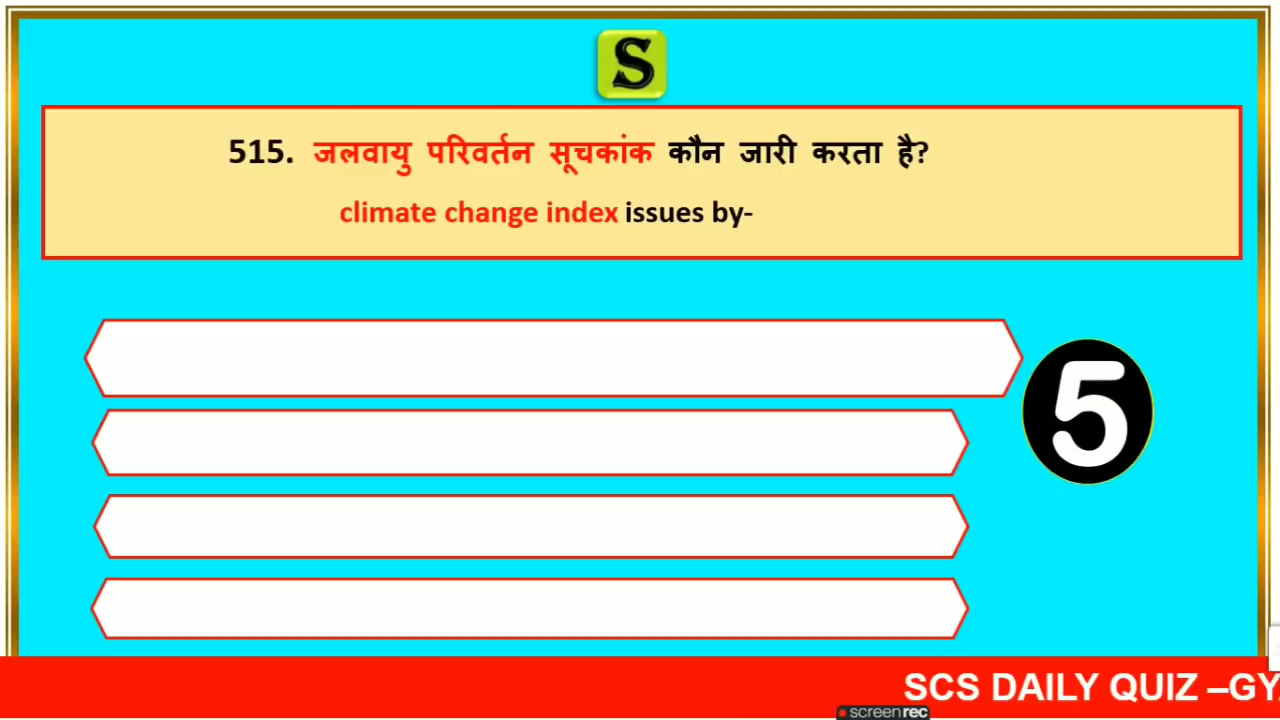 S
515. जलवायु परिवर्तन सूचकांक कौन जारी करता है?
climate change index issues by-
5
SCS DAILY QUIZ –GY
screenrec